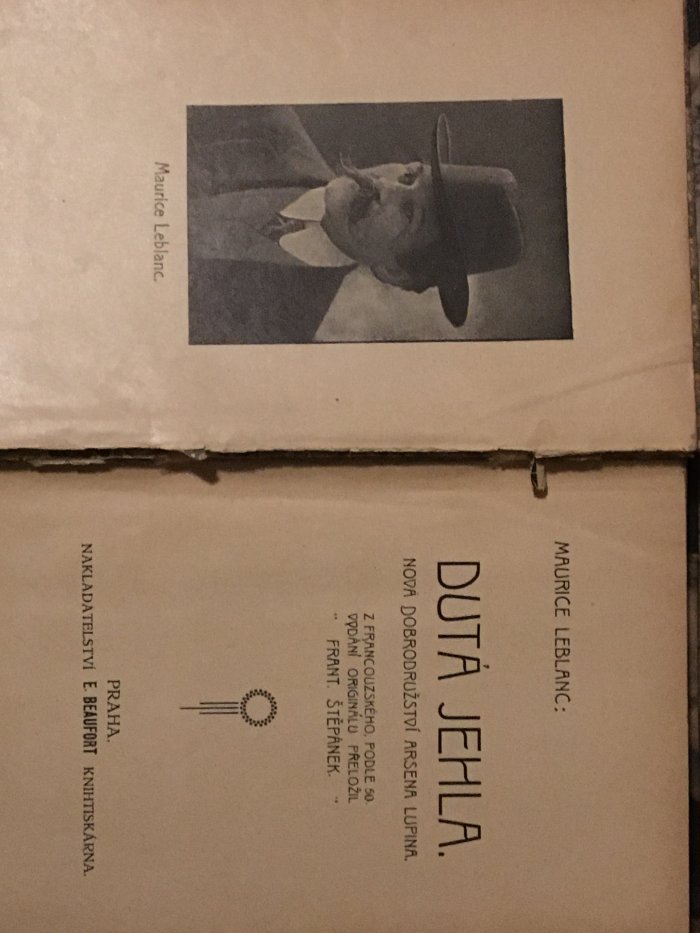 Maurice Leblanc.
MAURICE LEBLANC:
DUTÁ JEHLA.
NOVÁ DOBRODRUŽSTVÍ ARSENA LUPINA.
Z FRANCOUZSKÉHO, PODLE 50.
VYDÁNÍ ORIGINÁLU PŘELOŽIL
" FRANT. ŠTĚPÁNEK. "
PRAHA.
NAKLADATELSTVÍ E. BEAUFORT KNIHTISKÁRNA.